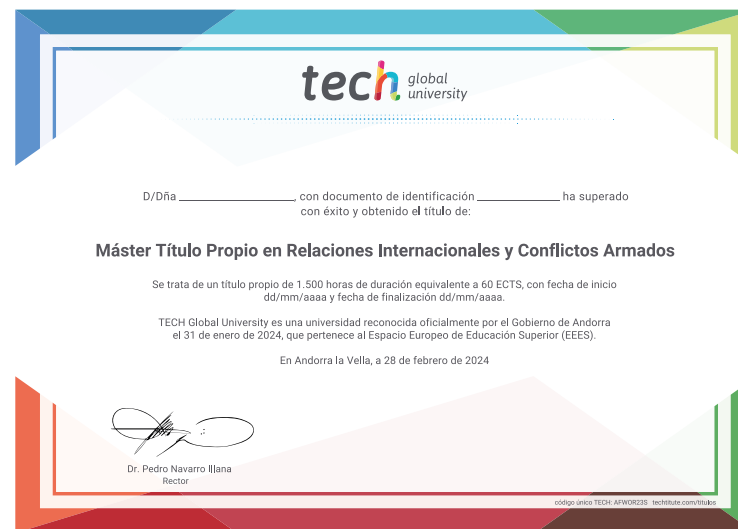 tech global university
D/Dña ______________, con documento de identificación __________ ha superado
con éxito y obtenido el título de:
Máster Título Propio en Relaciones Internacionales y Conflictos Armados
Se trata de un título propio de 1.500 horas de duración equivalente a 60 ECTS, con fecha de inicio
dd/mm/aaaa y fecha de finalización dd/mm/aaaa.
TECH Global University es una universidad reconocida oficialmente por el Gobierno de Andorra
el 31 de enero de 2024, que pertenece al Espacio Europeo de Educación Superior (EEES).
En Andorra la Vella, a 28 de febrero de 2024
Dr. Pedro Navarro Illana
Rector
código único TECH: AFWOR23S techtitute.com/titulos